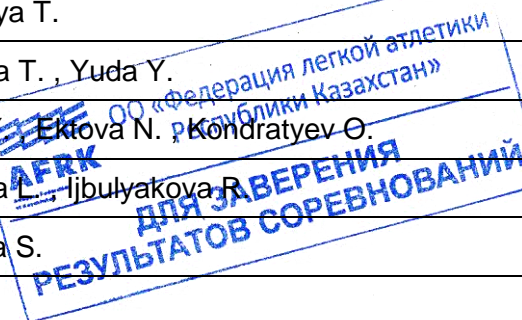 ya T.
a T. , Yuda Y.
, Ektova N. , Kondratyev O.
a L. , Ijbulyakova R.
a S.
ОО «Федерация легкой атлетики
Республики Казахстан»
AFRK
ДЛЯ ЗАВЕРЕНИЯ
РЕЗУЛЬТАТОВ СОРЕВНОВАНИЙ